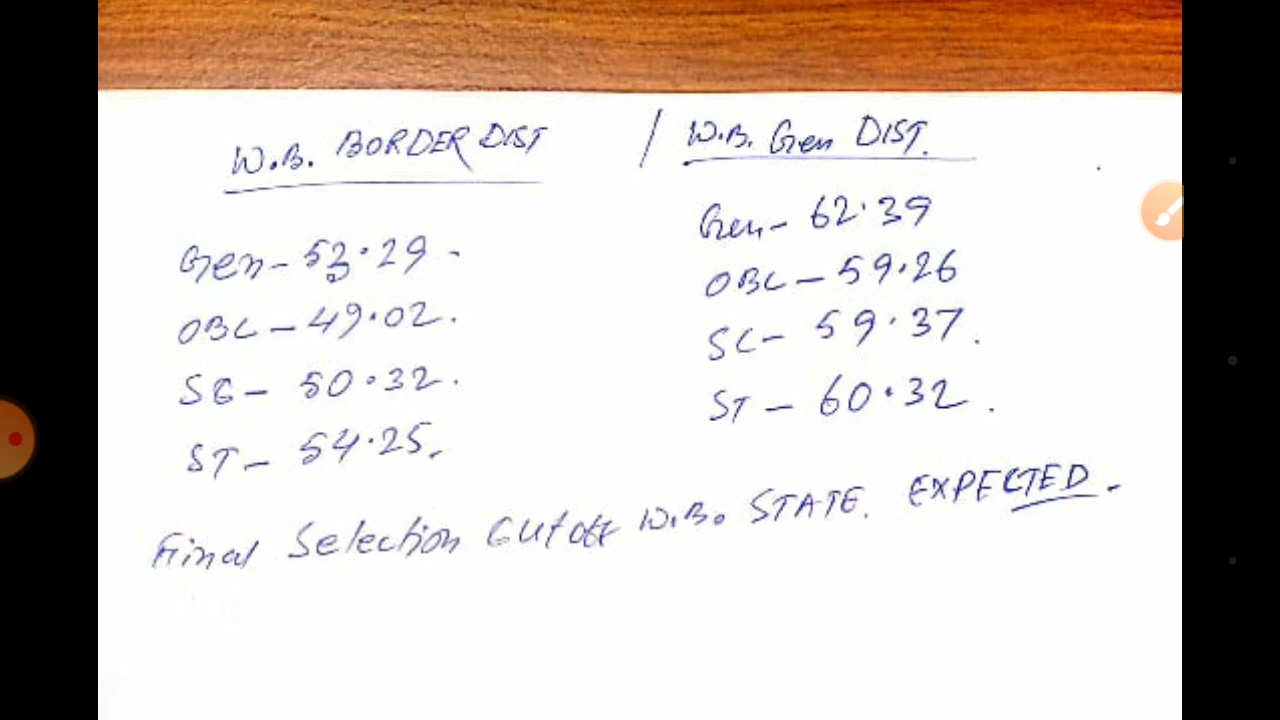 W.B. BORDER DIST
Gen - 53.29 -
OBC - 49.02.
SC - 50.32.
ST - 54.25.
/ W.B. Gen DIST.
Gen - 62.39
OBC - 59.26
SC - 59.37.
ST - 60.32.
Final Selection Cutoff W.B. STATE. EXPECTED.